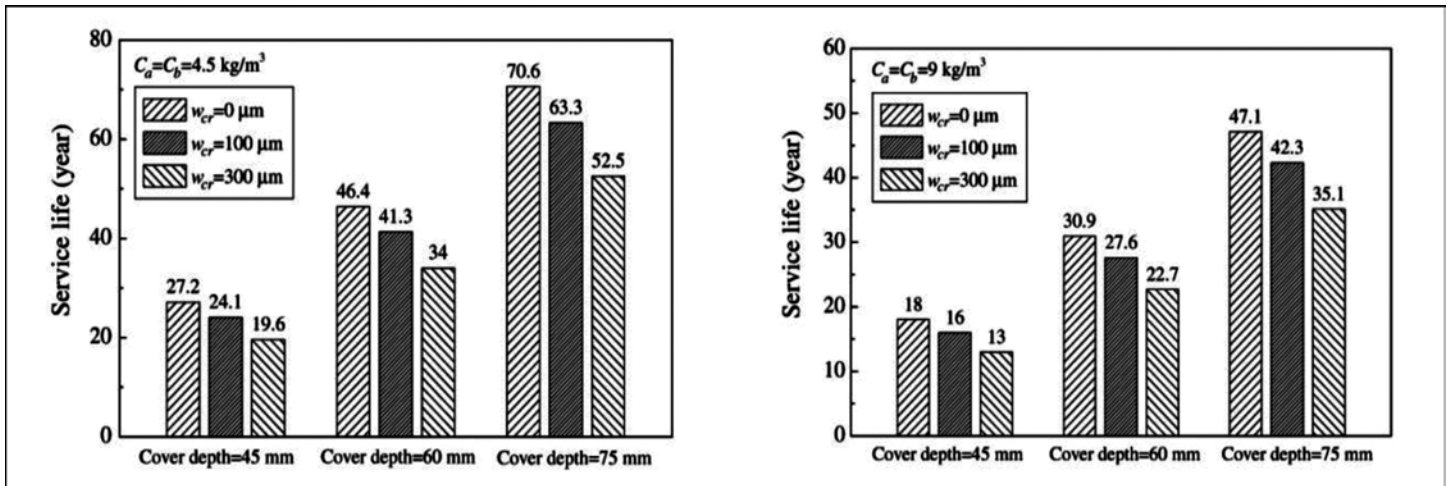 80
60
40
20
0
Service life (year)
Cₐ=C_b=4.5 kg/m³
w_cr=0 μm
w_cr=100 μm
w_cr=300 μm
27.2
24.1
19.6
46.4
41.3
34
70.6
63.3
52.5
Cover depth=45 mm
Cover depth=60 mm
Cover depth=75 mm
60
50
40
30
20
10
0
Service life (year)
Cₐ=C_b=9 kg/m³
w_cr=0 μm
w_cr=100 μm
w_cr=300 μm
18
16
13
30.9
27.6
22.7
47.1
42.3
35.1
Cover depth=45 mm
Cover depth=60 mm
Cover depth=75 mm